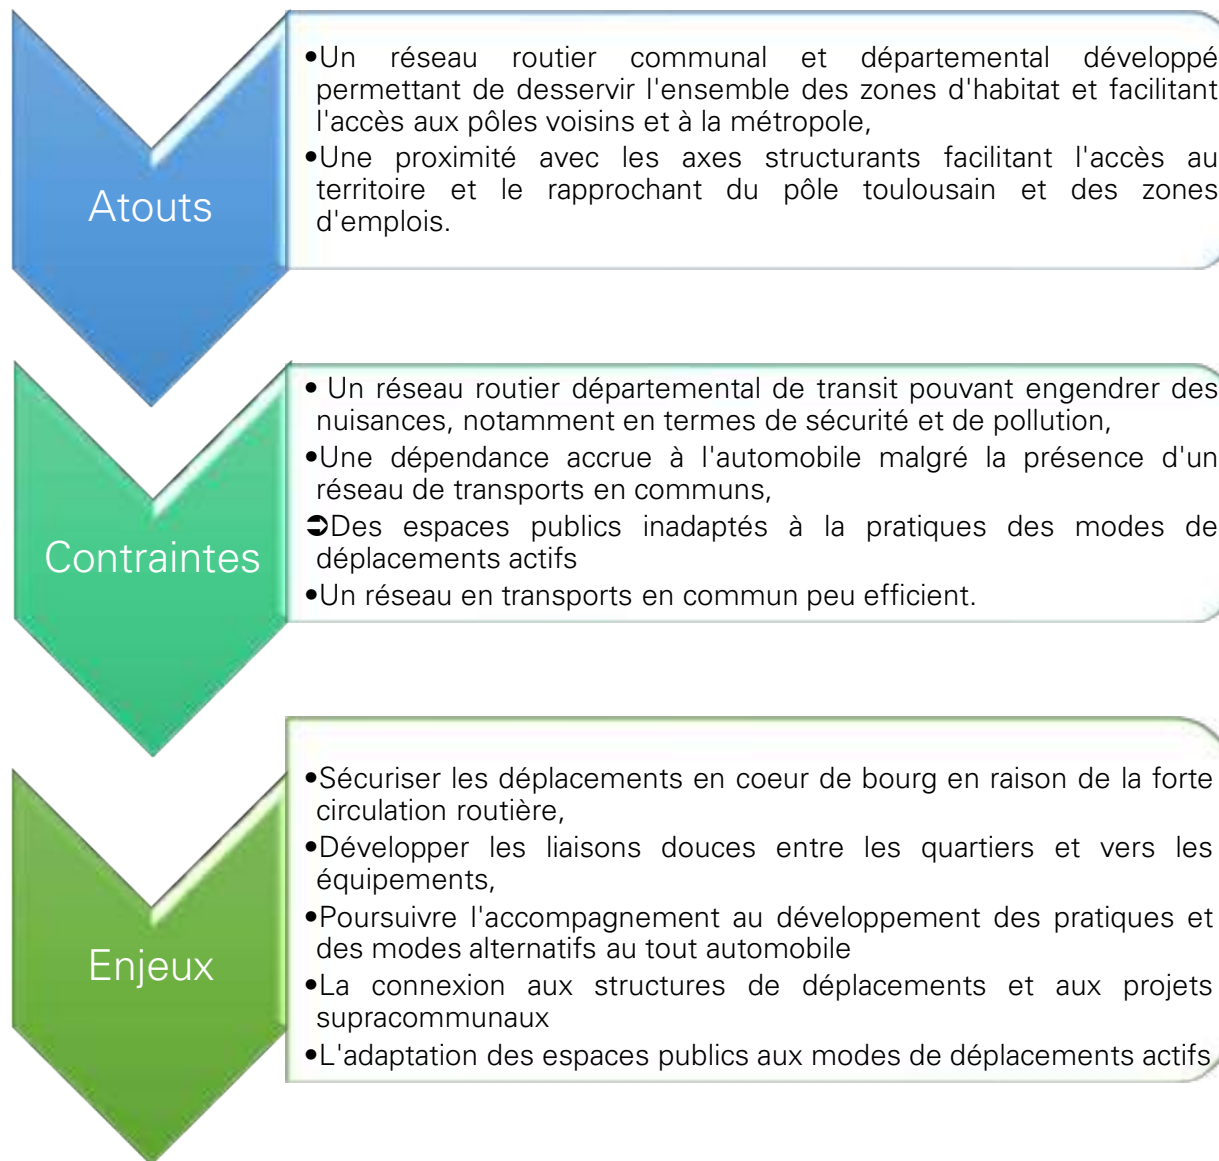 Atouts
•Un réseau routier communal et départemental développé
permettant de desservir l'ensemble des zones d'habitat et facilitant
l'accès aux pôles voisins et à la métropole,
•Une proximité avec les axes structurants facilitant l'accès au
territoire et le rapprochant du pôle toulousain et des zones
d'emplois.
Contraintes
• Un réseau routier départemental de transit pouvant engendrer des
nuisances, notamment en termes de sécurité et de pollution,
•Une dépendance accrue à l'automobile malgré la présence d'un
réseau de transports en communs,
➲Des espaces publics inadaptés à la pratiques des modes de
déplacements actifs
•Un réseau en transports en commun peu efficient.
Enjeux
•Sécuriser les déplacements en coeur de bourg en raison de la forte
circulation routière,
•Développer les liaisons douces entre les quartiers et vers les
équipements,
•Poursuivre l'accompagnement au développement des pratiques et
des modes alternatifs au tout automobile
•La connexion aux structures de déplacements et aux projets
supracommunaux
•L'adaptation des espaces publics aux modes de déplacements actifs